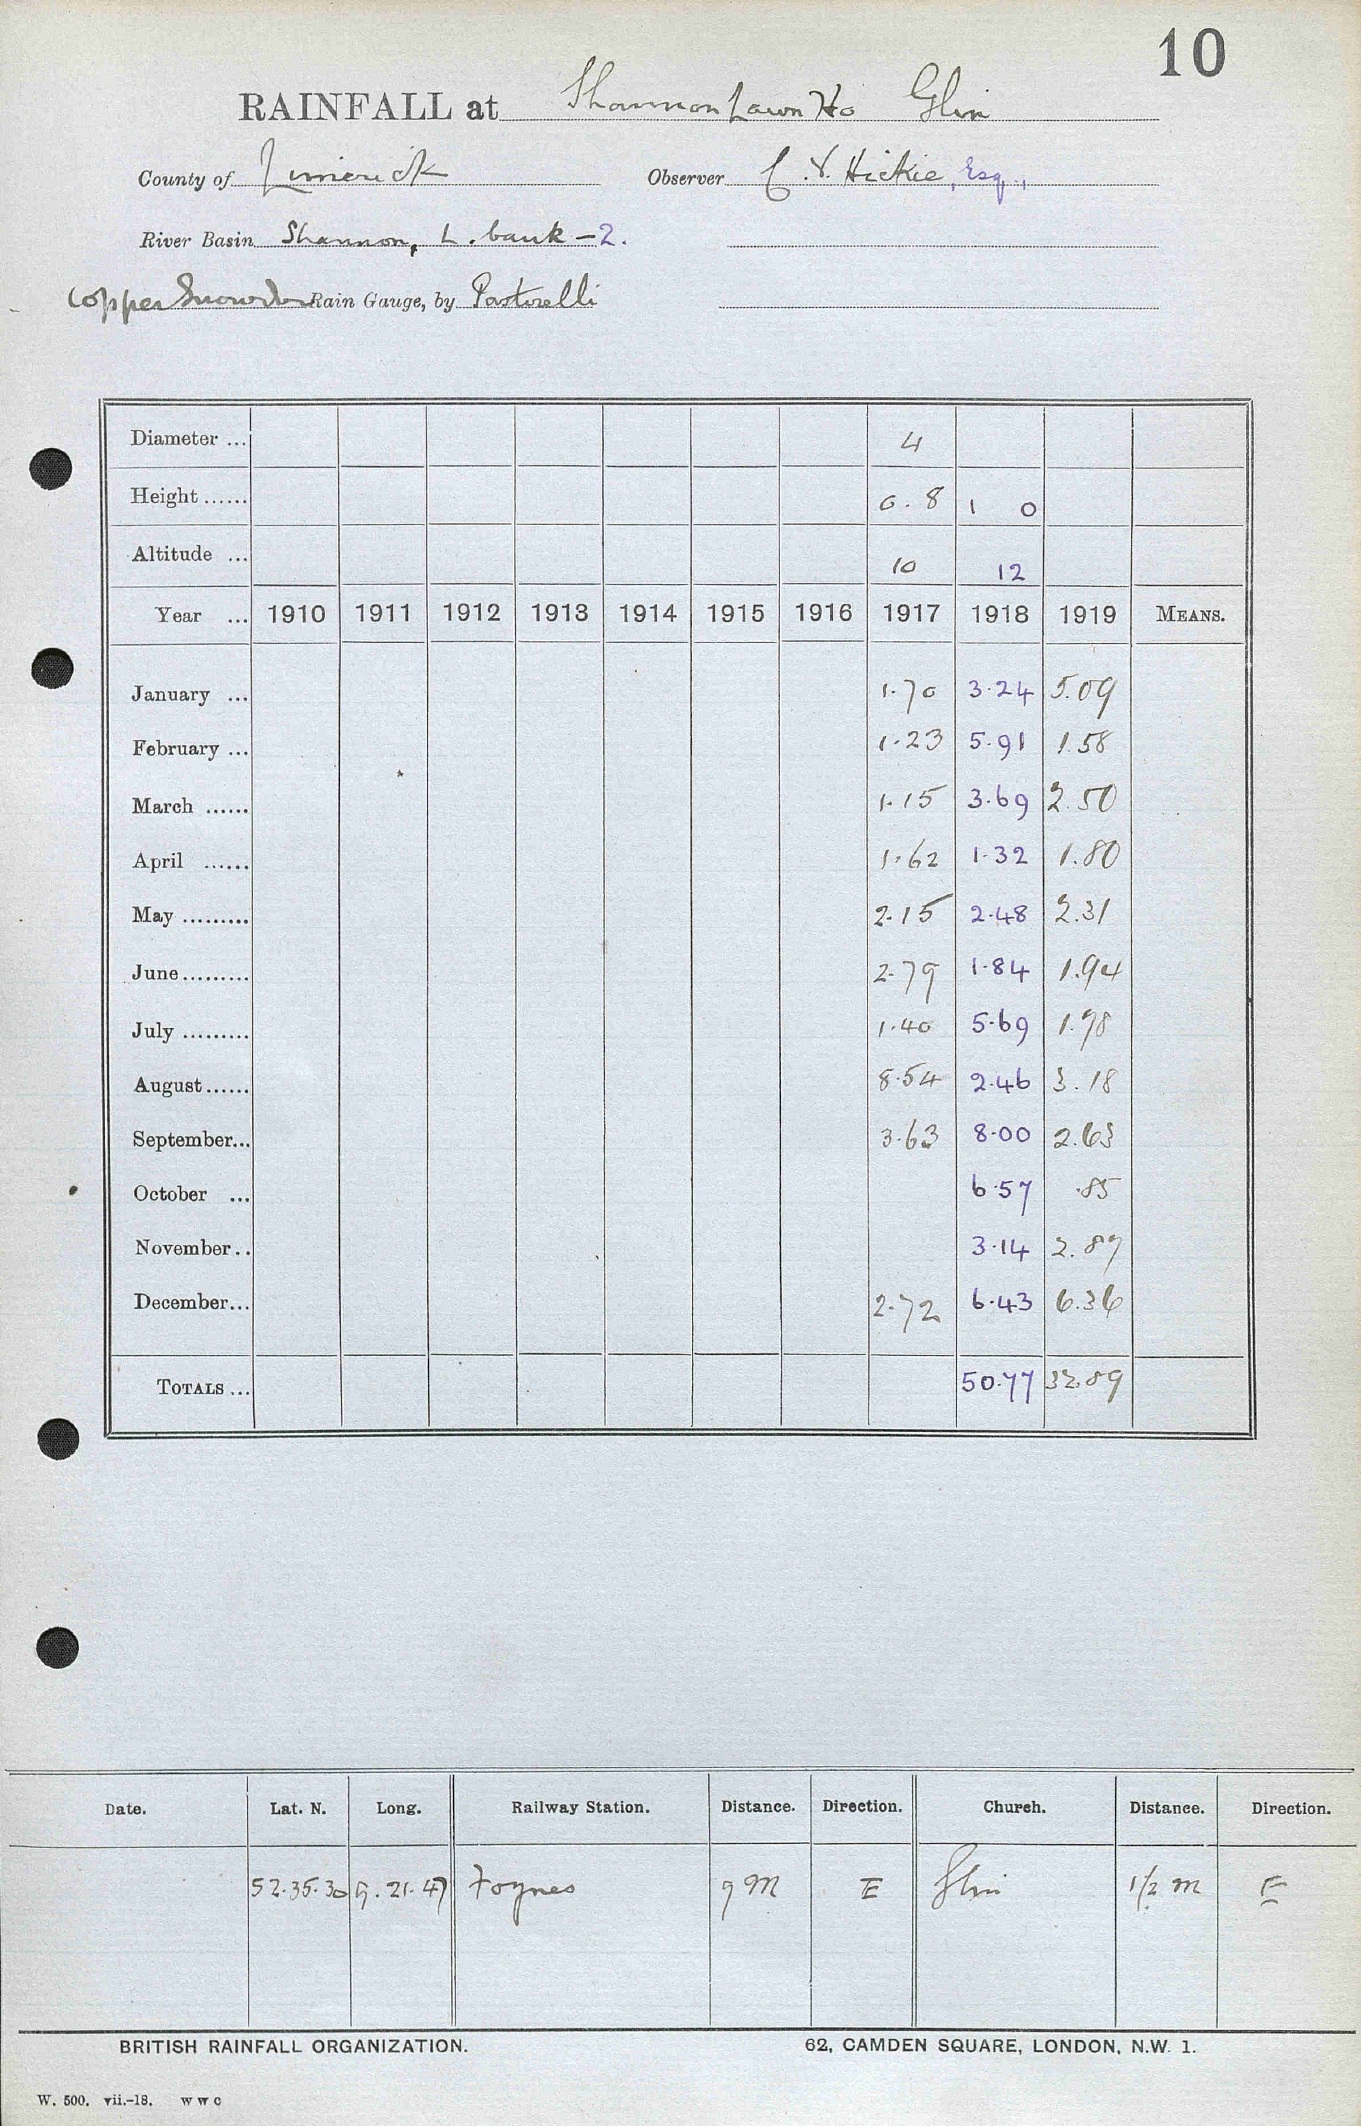 10
RAINFALL at Shannon Lawn Ho Glin
County of Limerick Observer C. V. Hickie, Esq.,
River Basin Shannon, L. bank - 2.
Copper Snowdon Rain Gauge, by Pastorelli
Diameter ... 4
Height ...... 0.8 1 0
Altitude ... 10 12
Year ... 1910 1911 1912 1913 1914 1915 1916 1917 1918 1919 MEANS.
January ... 1.70 3.24 5.09
February ... 1.23 5.91 1.58
March ...... 1.15 3.69 2.50
April ...... 1.62 1.32 1.80
May ......... 2.15 2.48 2.31
June ......... 2.79 1.84 1.94
July ......... 1.40 5.69 1.78
August ...... 8.54 2.46 3.18
September ... 3.63 8.00 2.63
October ... 6.57 .85
November .. 3.14 2.87
December ... 2.72 6.43 6.36
TOTALS ... 50.77 32.89
Date. Lat. N. Long. Railway Station. Distance. Direction. Church. Distance. Direction.
52.35.30 9.21.47 Foynes 9 M E Glin 1/2 m E
BRITISH RAINFALL ORGANIZATION. 62, CAMDEN SQUARE, LONDON, N.W. 1.
W. 500. vii.-18. W W C